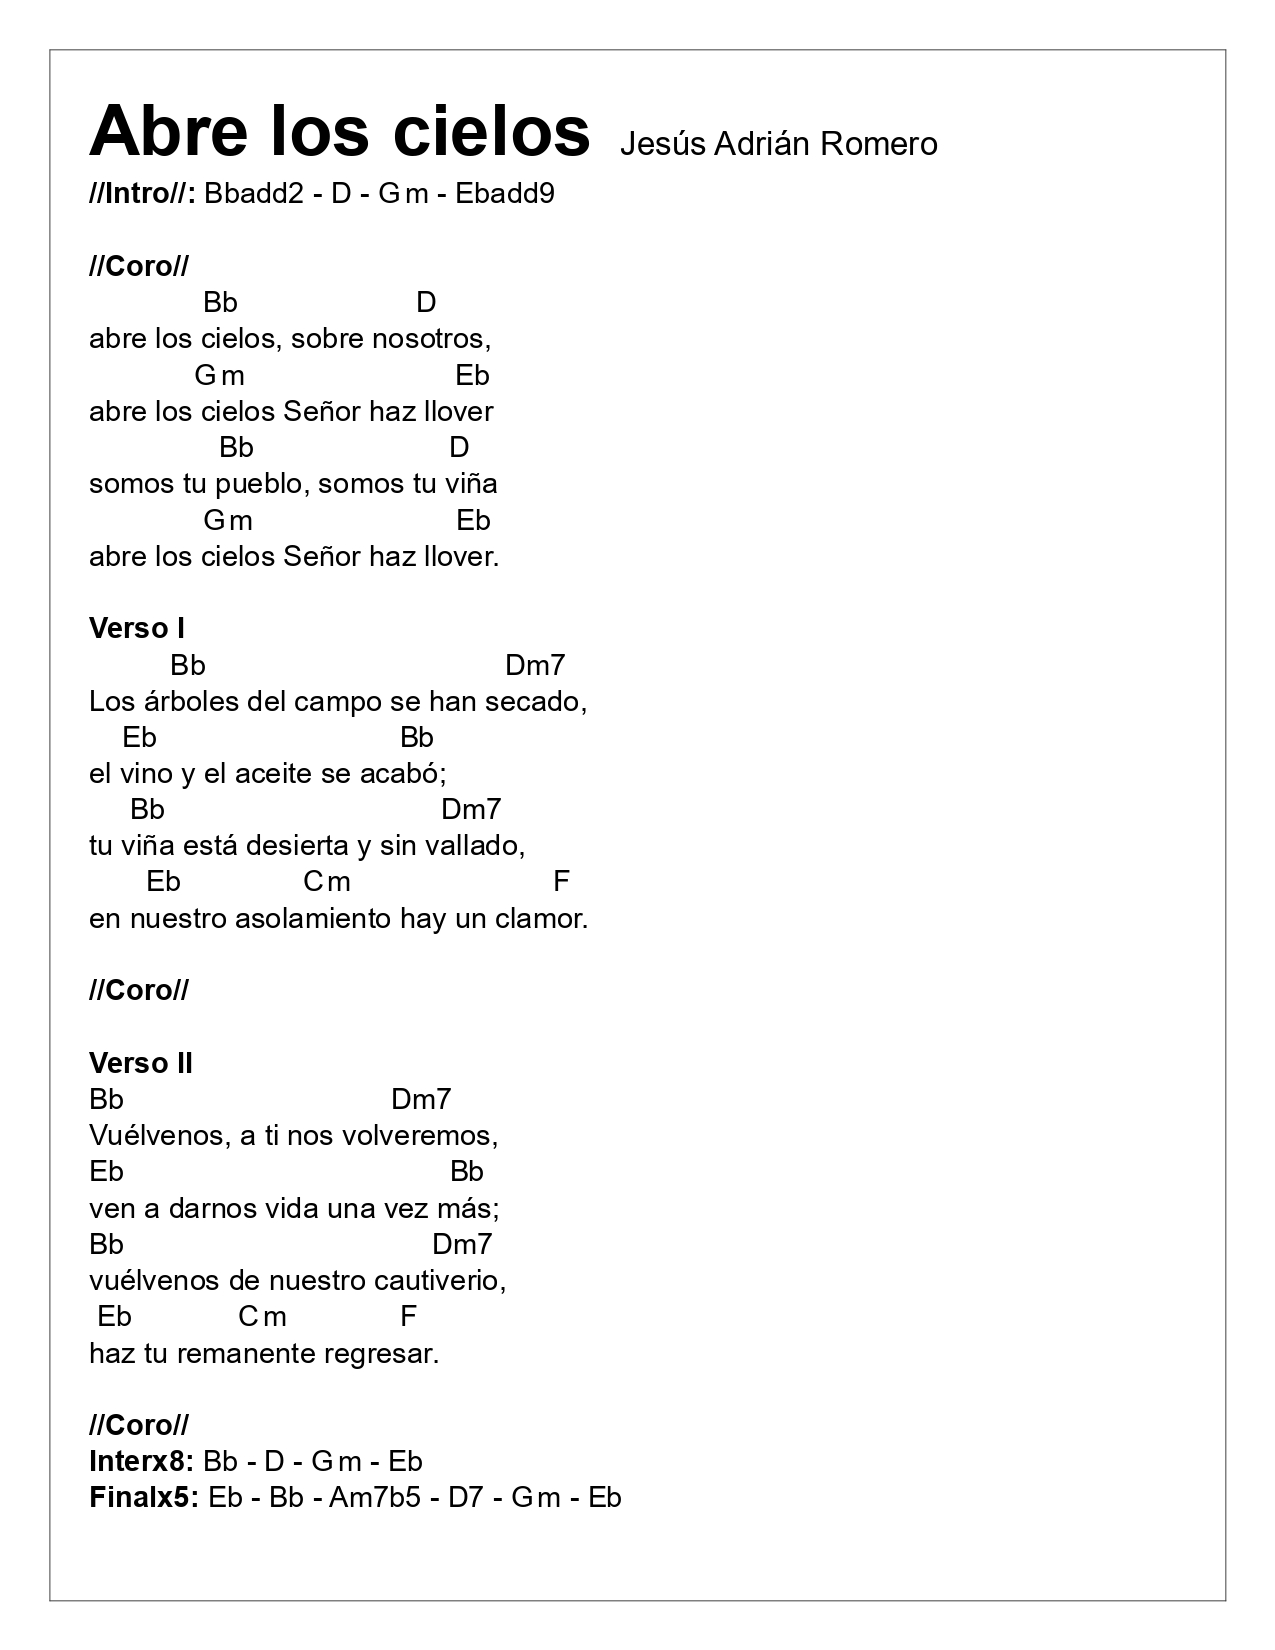 Abre los cielos Jesús Adrián Romero
//Intro//: Bbadd2 - D - Gm - Ebadd9
//Coro//
Bb D
abre los cielos, sobre nosotros,
Gm Eb
abre los cielos Señor haz llover
Bb D
somos tu pueblo, somos tu viña
Gm Eb
abre los cielos Señor haz llover.
Verso I
Bb Dm7
Los árboles del campo se han secado,
Eb Bb
el vino y el aceite se acabó;
Bb Dm7
tu viña está desierta y sin vallado,
Eb Cm F
en nuestro asolamiento hay un clamor.
//Coro//
Verso II
Bb Dm7
Vuélvenos, a ti nos volveremos,
Eb Bb
ven a darnos vida una vez más;
Bb Dm7
vuélvenos de nuestro cautiverio,
Eb Cm F
haz tu remanente regresar.
//Coro//
Interx8: Bb - D - Gm - Eb
Finalx5: Eb - Bb - Am7b5 - D7 - Gm - Eb